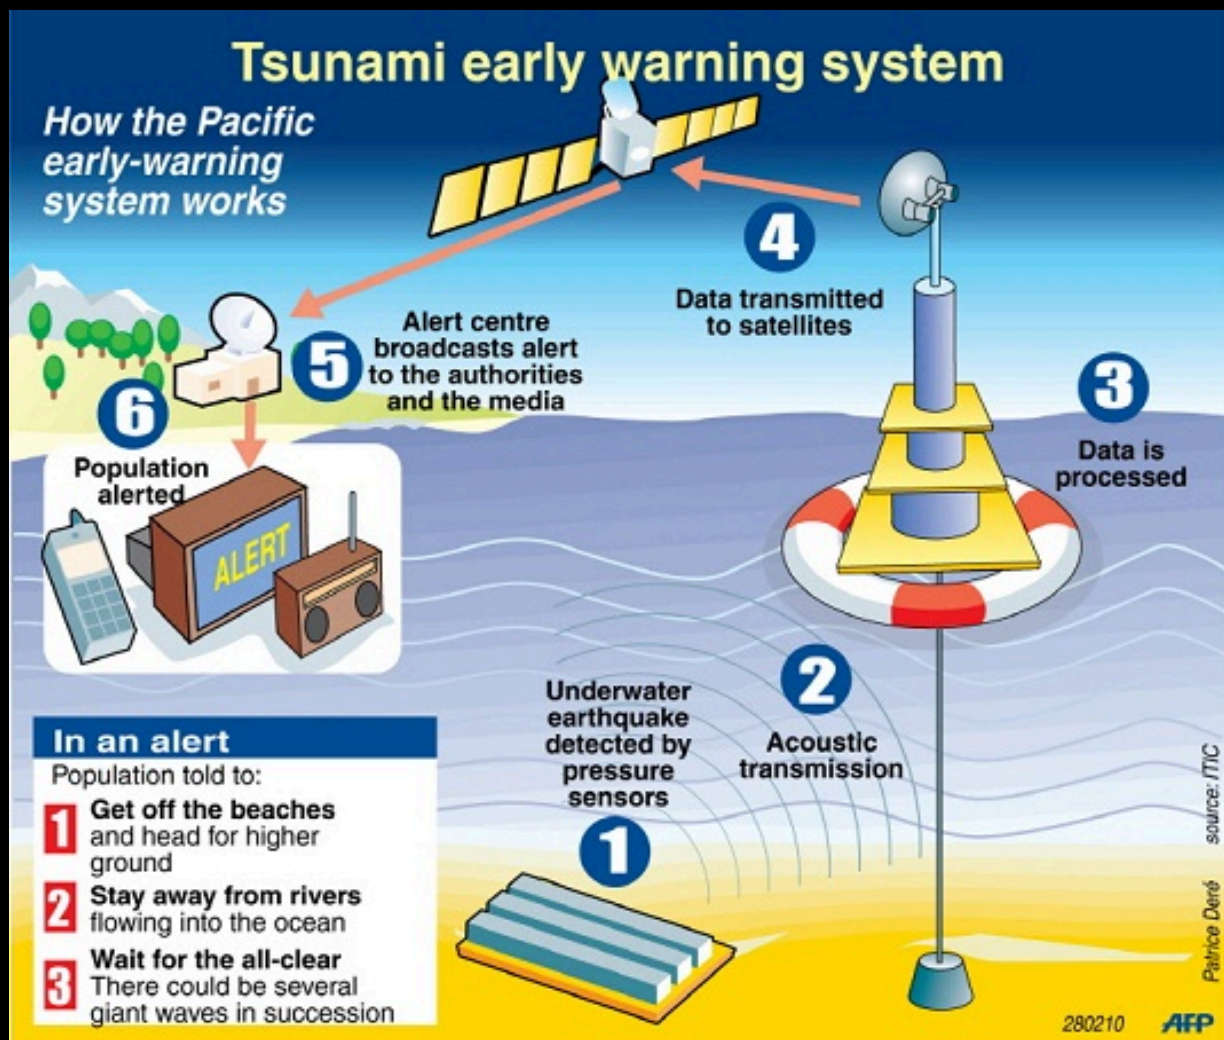 Tsunami early warning system
How the Pacific
early-warning
system works
4
Data transmitted
to satellites
5
Alert centre
broadcasts alert
to the authorities
and the media
3
Data is
processed
6
Population
alerted
ALERT
2
Acoustic
transmission
Underwater
earthquake
detected by
pressure
sensors
1
In an alert
Population told to:
1
Get off the beaches
and head for higher
ground
2
Stay away from rivers
flowing into the ocean
3
Wait for the all-clear
There could be several
giant waves in succession
Patrice Deré source: ITIC
280210 AFP